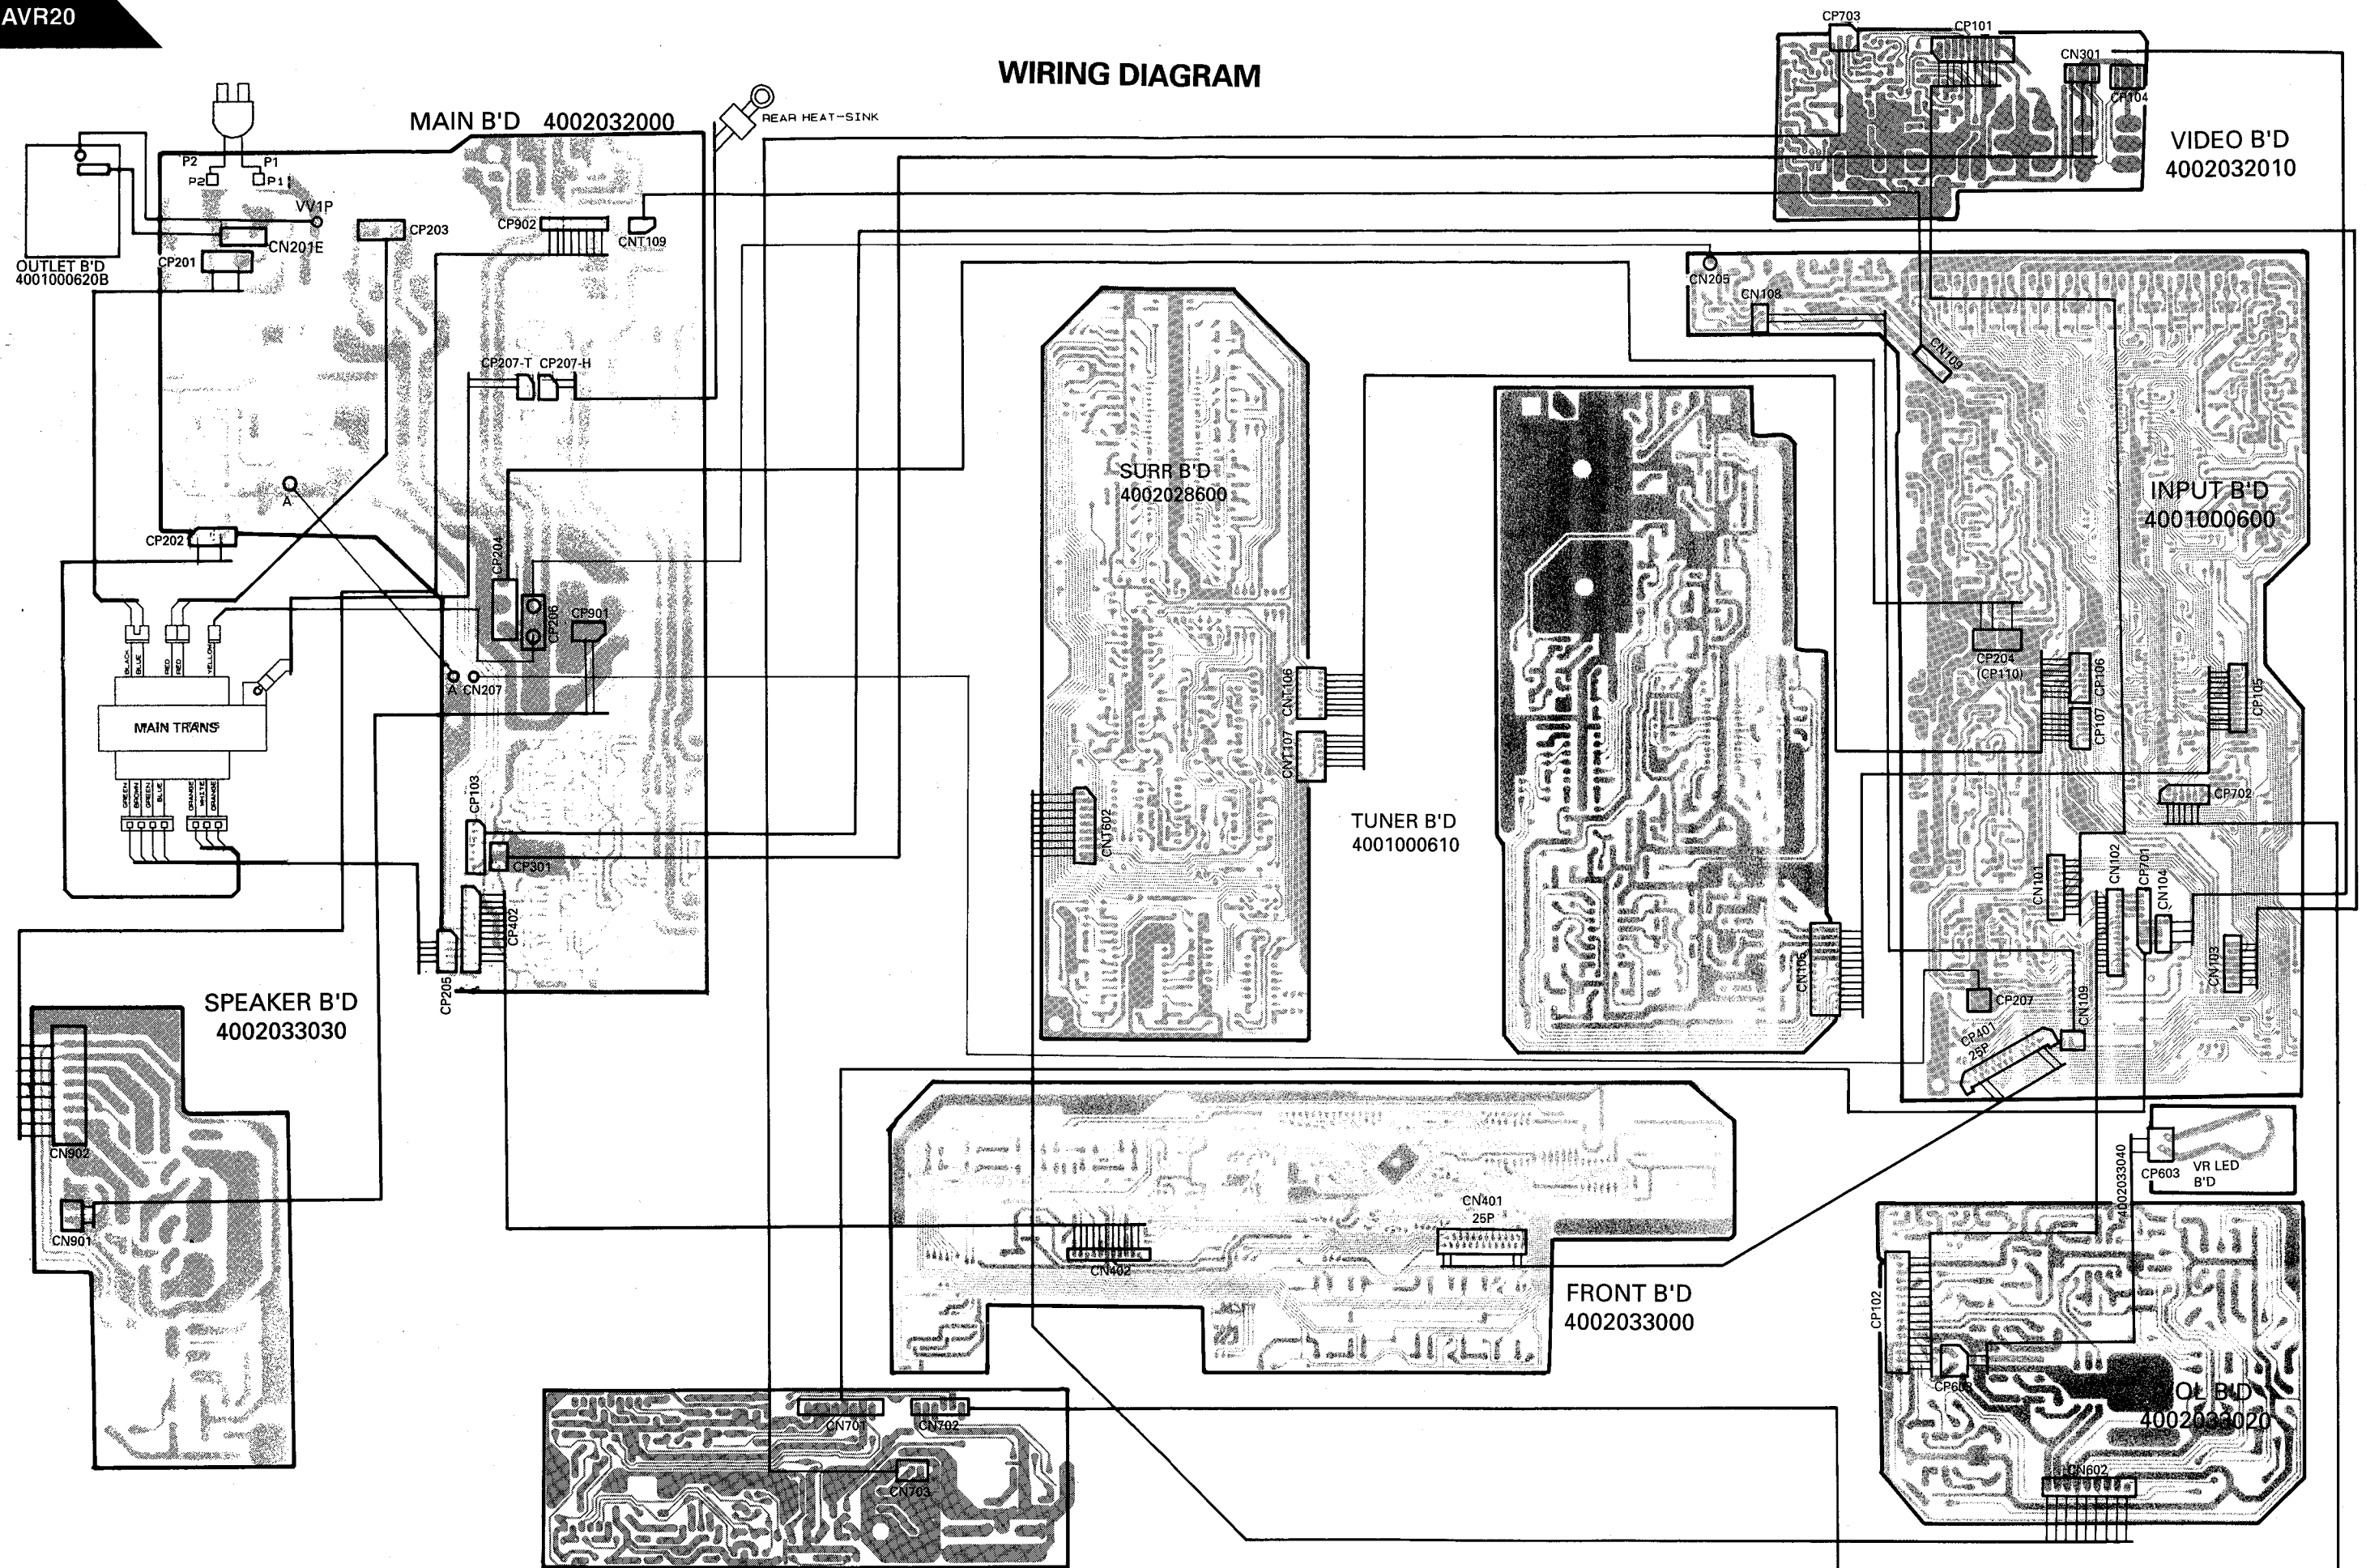 AVR20
WIRING DIAGRAM
MAIN B'D 4002032000
REAR HEAT-SINK
P2
P1
P2
P1
VV1P
CN201E
CP201
CP203
CP902
CNT109
OUTLET B'D
4001000620B
CP207-T CP207-H
A
CP202
CP204
CP206
CP901
A
CN207
BLACK
BLUE
RED
RED
YELLOW
MAIN TRANS
GREEN
BROWN
GREEN
BLUE
ORANGE
WHITE
ORANGE
CP103
CP301
CP402
CP205
SPEAKER B'D
4002033030
CN902
CN901
SURR B'D
4002028600
CNT106
CNT107
CNT602
TUNER B'D
4001000610
CN105
CP703
CP101
CN301
CP104
VIDEO B'D
4002032010
CN205
CN108
CN109
INPUT B'D
4001000600
CP204
(CP110)
CP106
CP107
CP105
CP702
CN101
CN102
CP701
CN104
CN103
CP207
CN109
CP401
25P
CN401
25P
CN402
FRONT B'D
4002033000
CP603
VR LED
B'D
4002033040
CP102
CP603
VOL B'D
4002033020
CN602
CN701
CN702
CN703